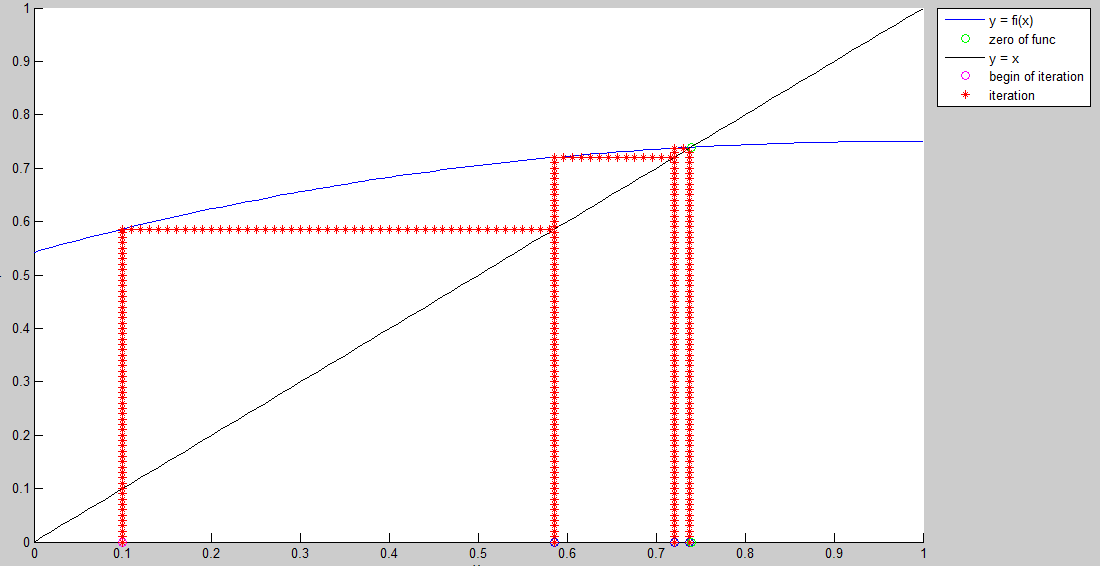 1
0.9
0.8
0.7
0.6
0.5
0.4
0.3
0.2
0.1
0
0 0.1 0.2 0.3 0.4 0.5 0.6 0.7 0.8 0.9 1
y = fi(x)
zero of func
y = x
begin of iteration
iteration